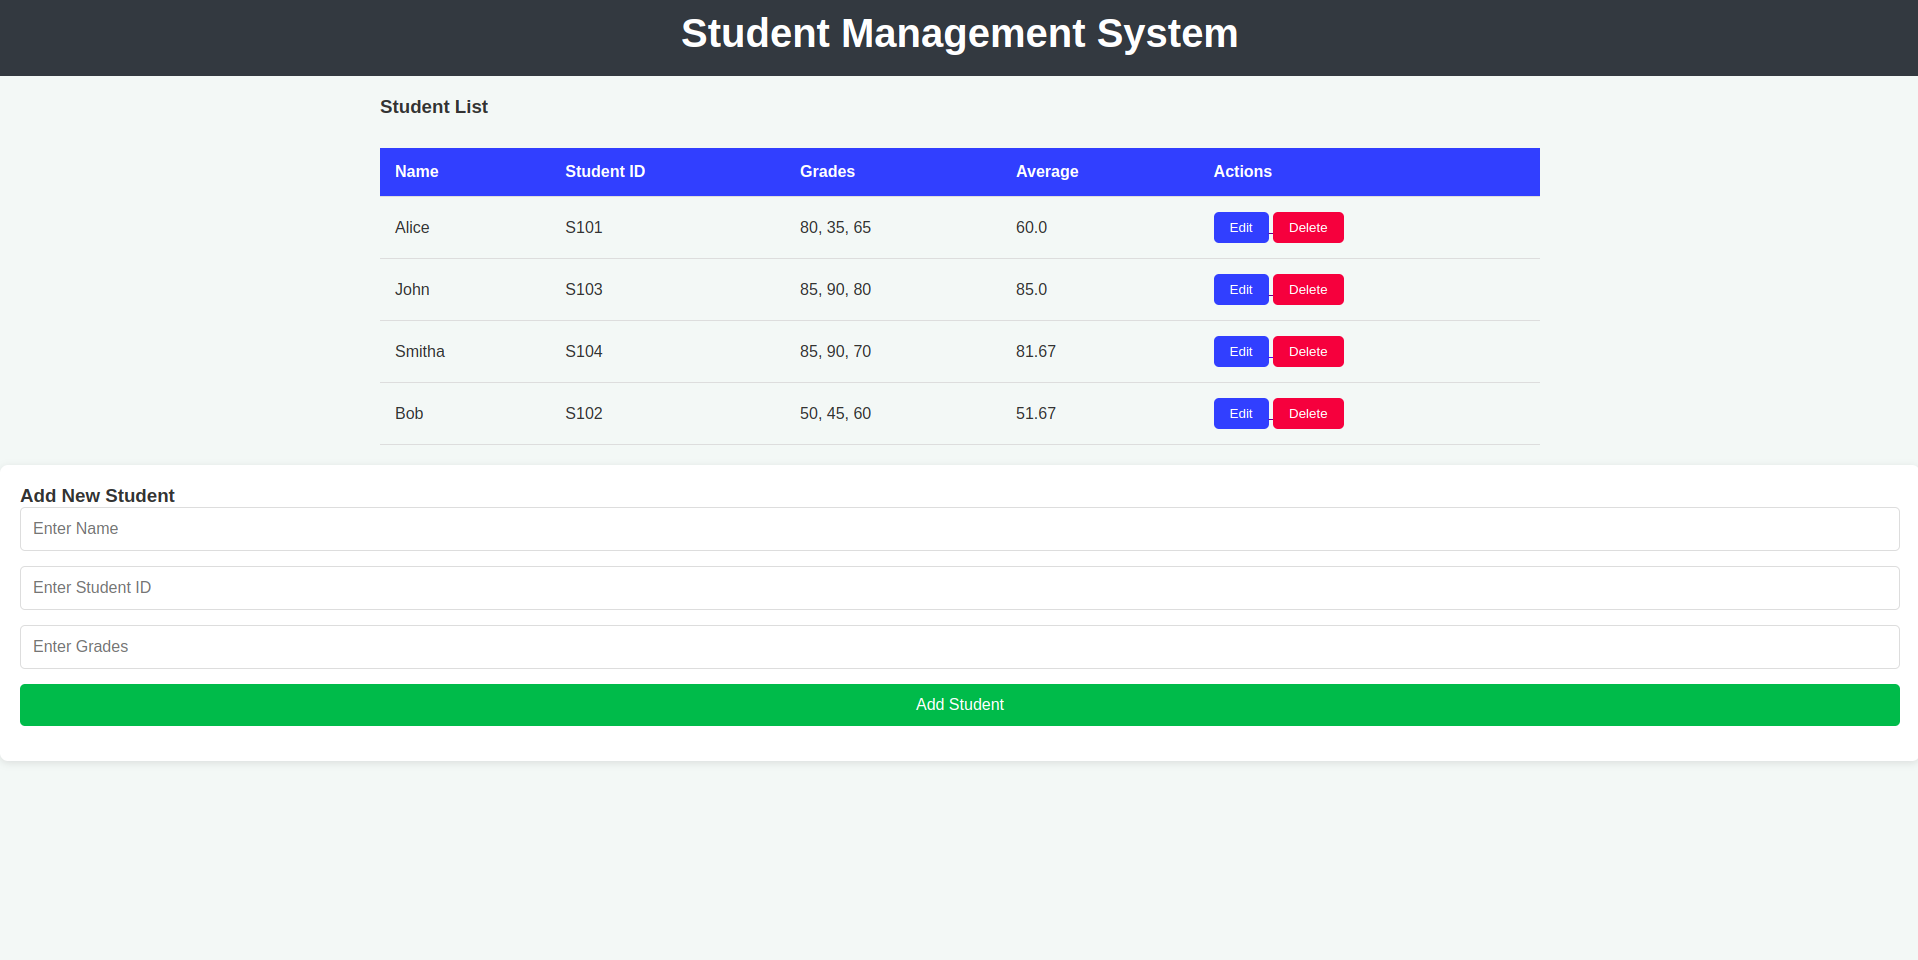 Student Management System
Student List
Name Student ID Grades Average Actions
Alice S101 80, 35, 65 60.0 Edit Delete
John S103 85, 90, 80 85.0 Edit Delete
Smitha S104 85, 90, 70 81.67 Edit Delete
Bob S102 50, 45, 60 51.67 Edit Delete
Add New Student
Enter Name
Enter Student ID
Enter Grades
Add Student